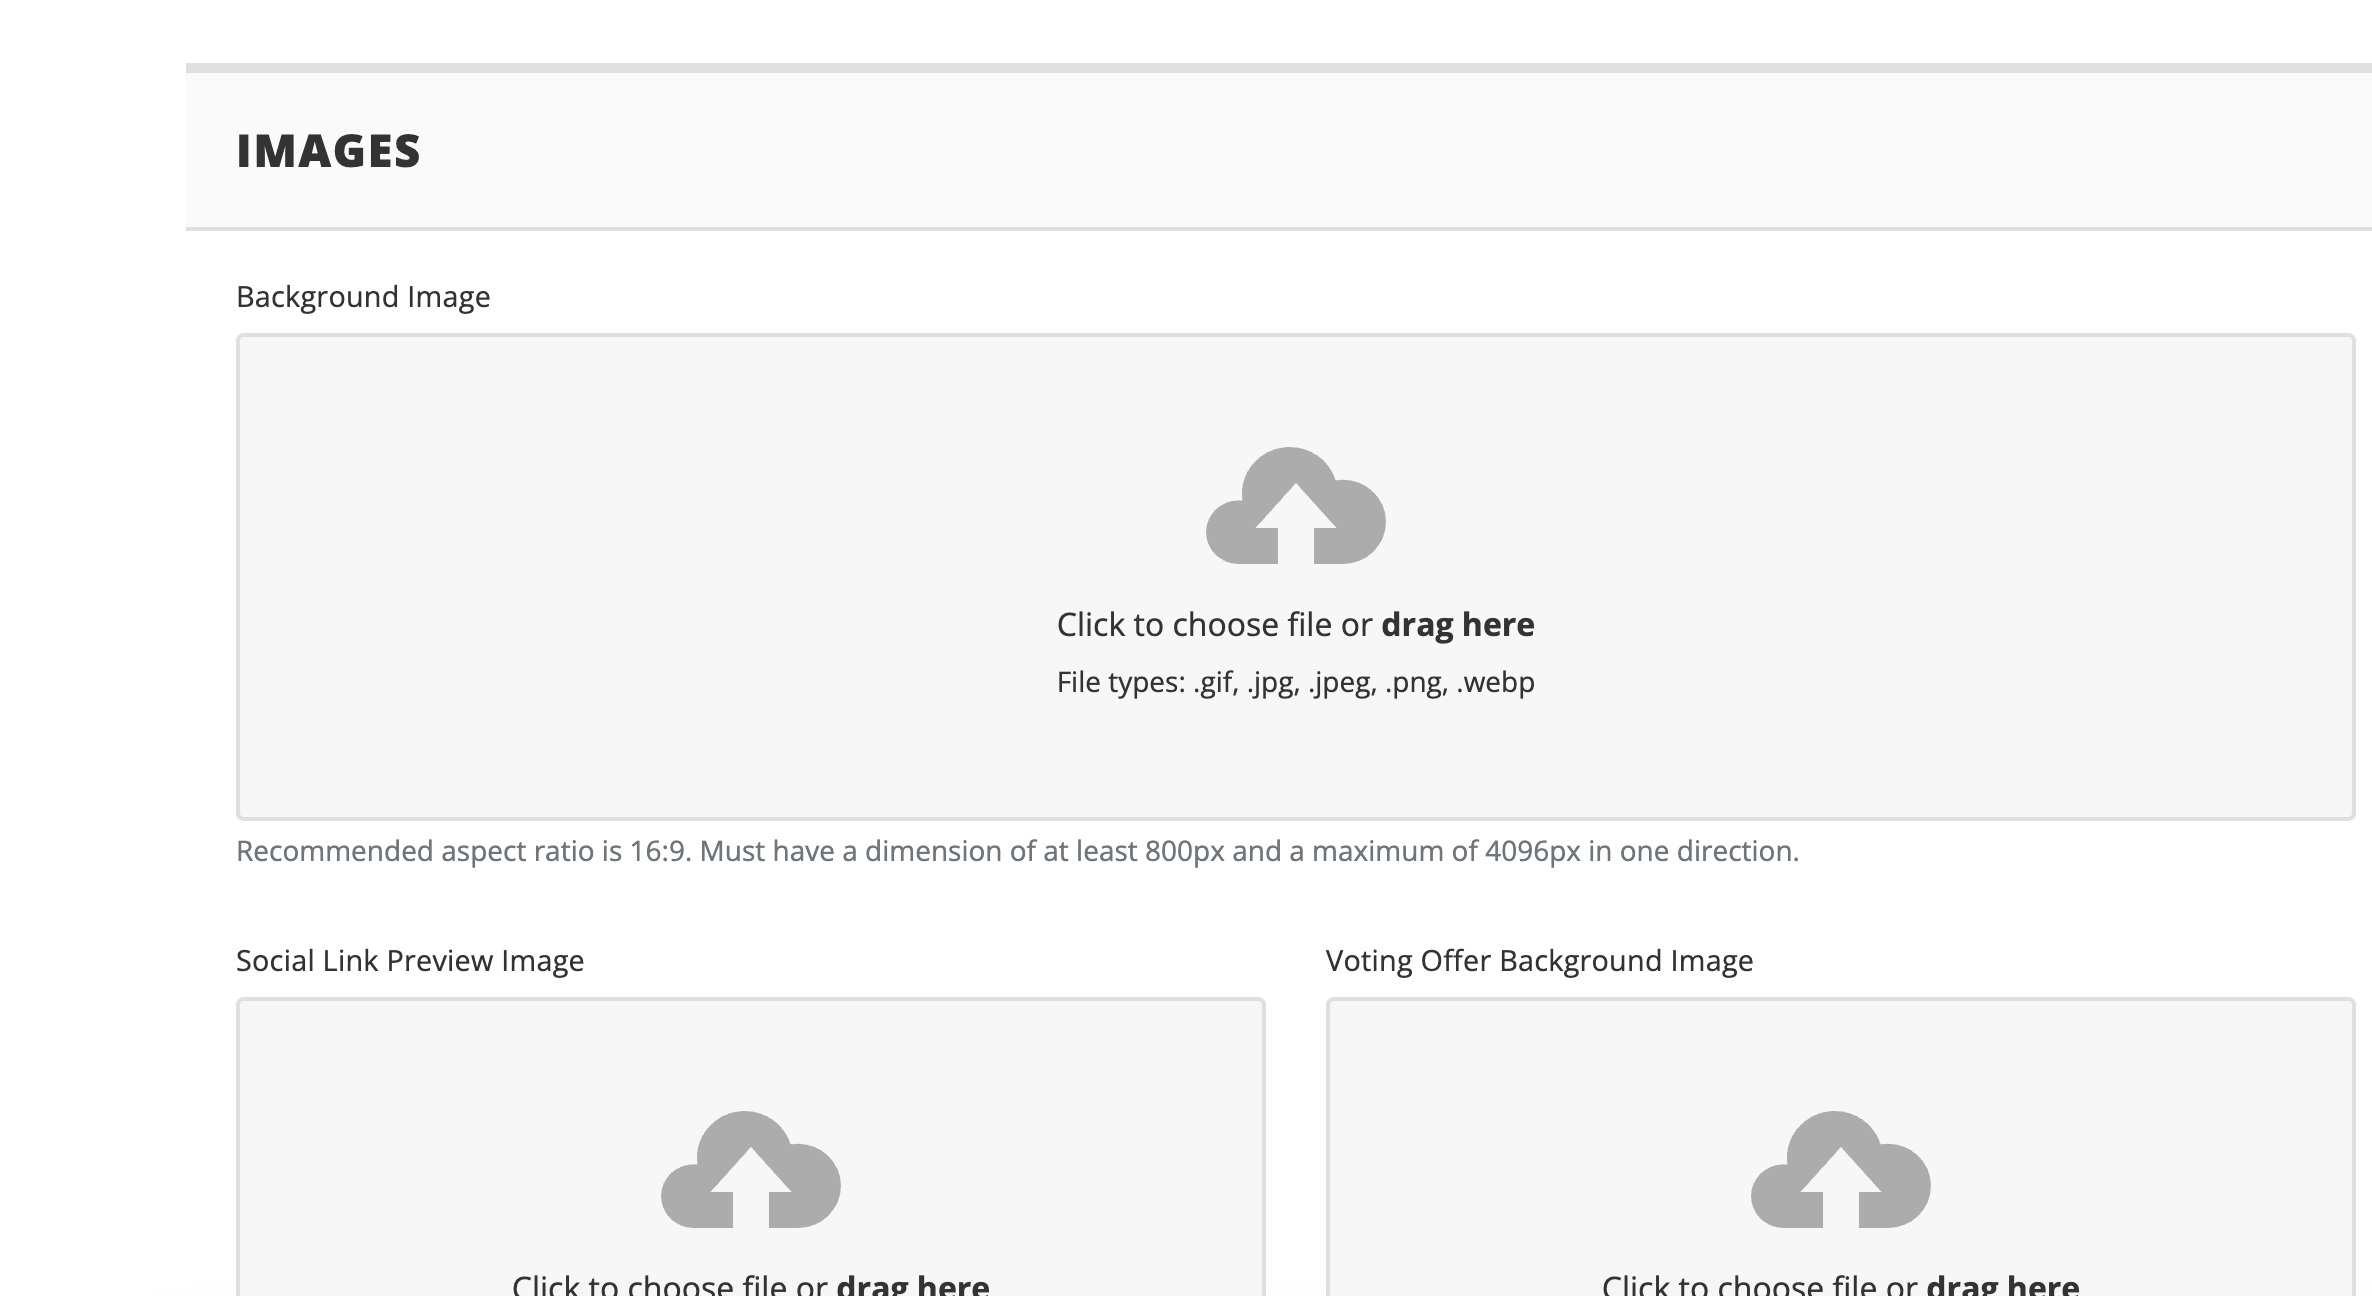 IMAGES
Background Image
Click to choose file or drag here
File types: .gif, .jpg, .jpeg, .png, .webp
Recommended aspect ratio is 16:9. Must have a dimension of at least 800px and a maximum of 4096px in one direction.
Social Link Preview Image
Voting Offer Background Image
Click to choose file or drag here
Click to choose file or drag here